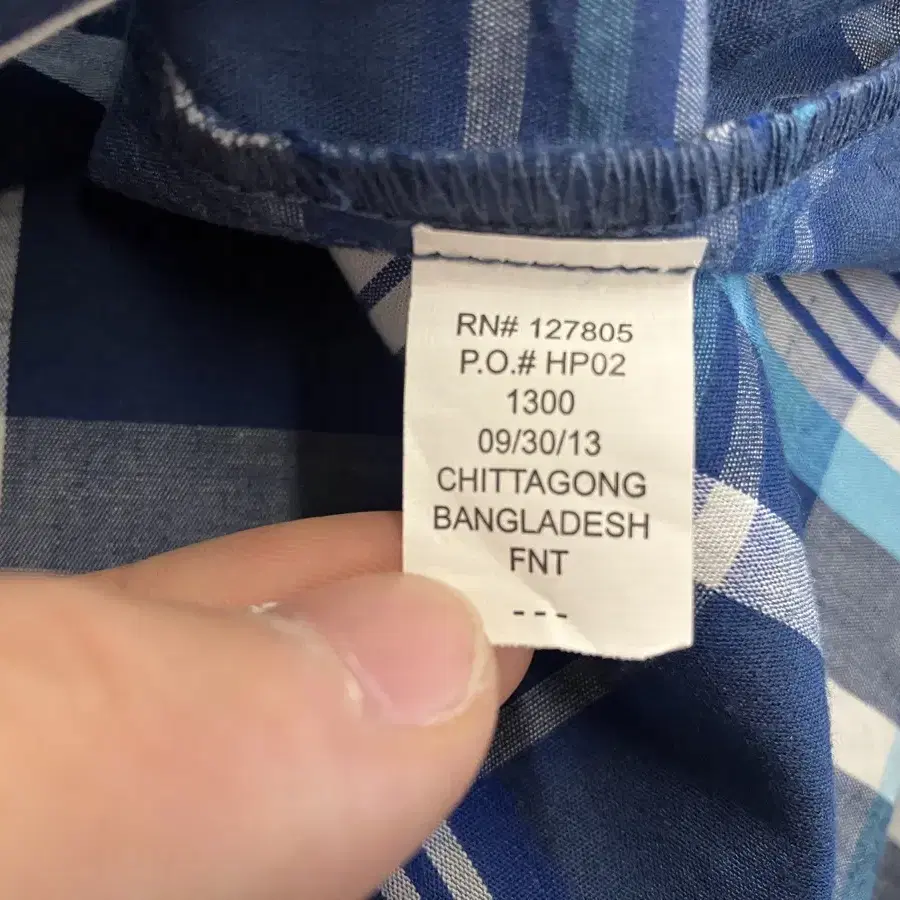 RN# 127805
P.O.# HP02
1300
09/30/13
CHITTAGONG
BANGLADESH
FNT
---